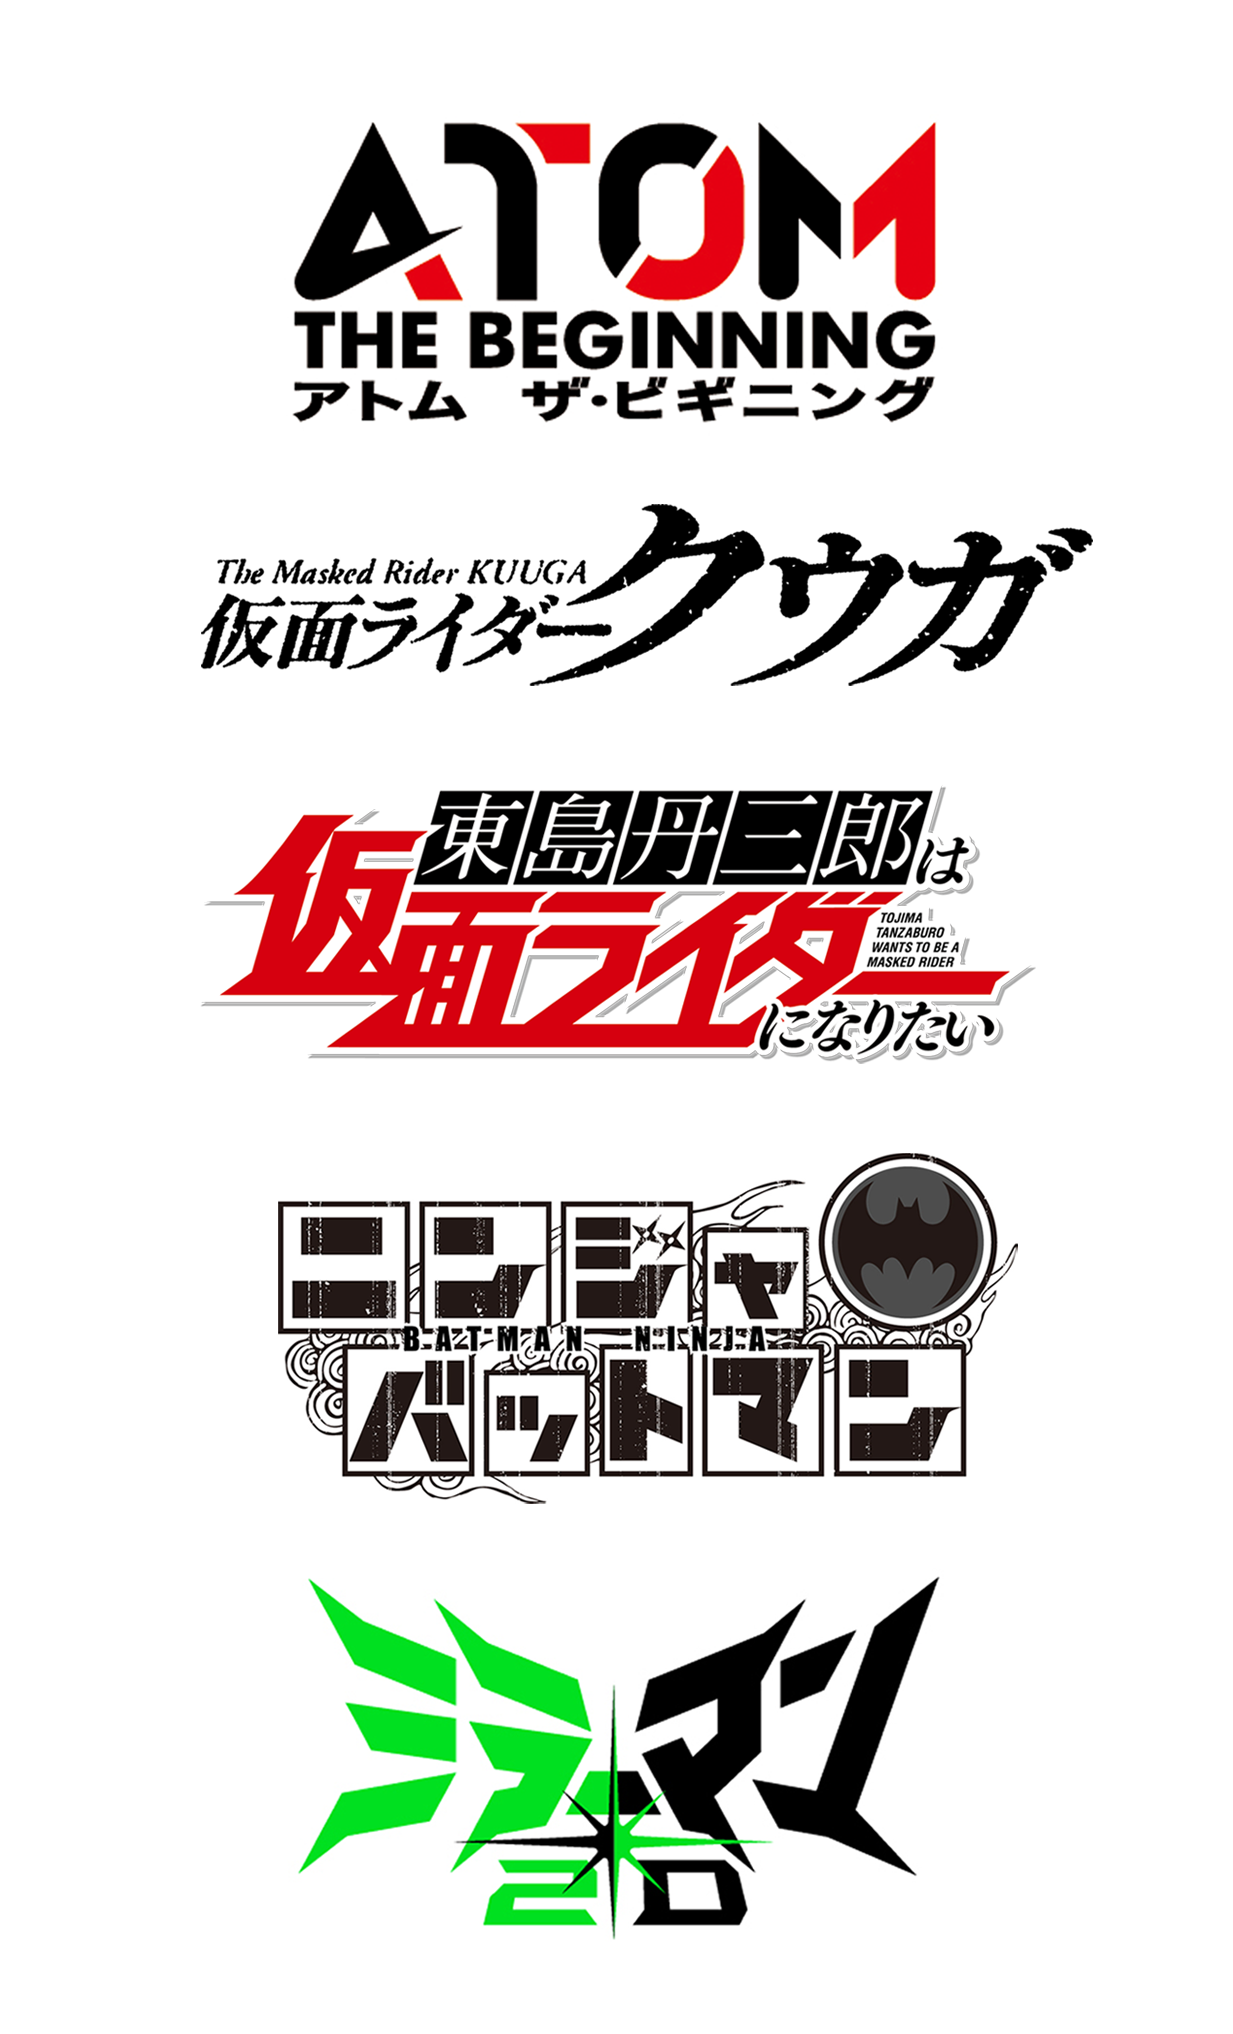 ATOM
THE BEGINNING
アトム ザ・ビギニング
The Masked Rider KUUGA
仮面ライダークウガ
東島丹三郎は
仮面ライダー
TOJIMA
TANZABURO
WANTS TO BE A
MASKED RIDER
になりたい
ニンジャ
BATMAN NINJA
バットマン
ミラーマン
2D